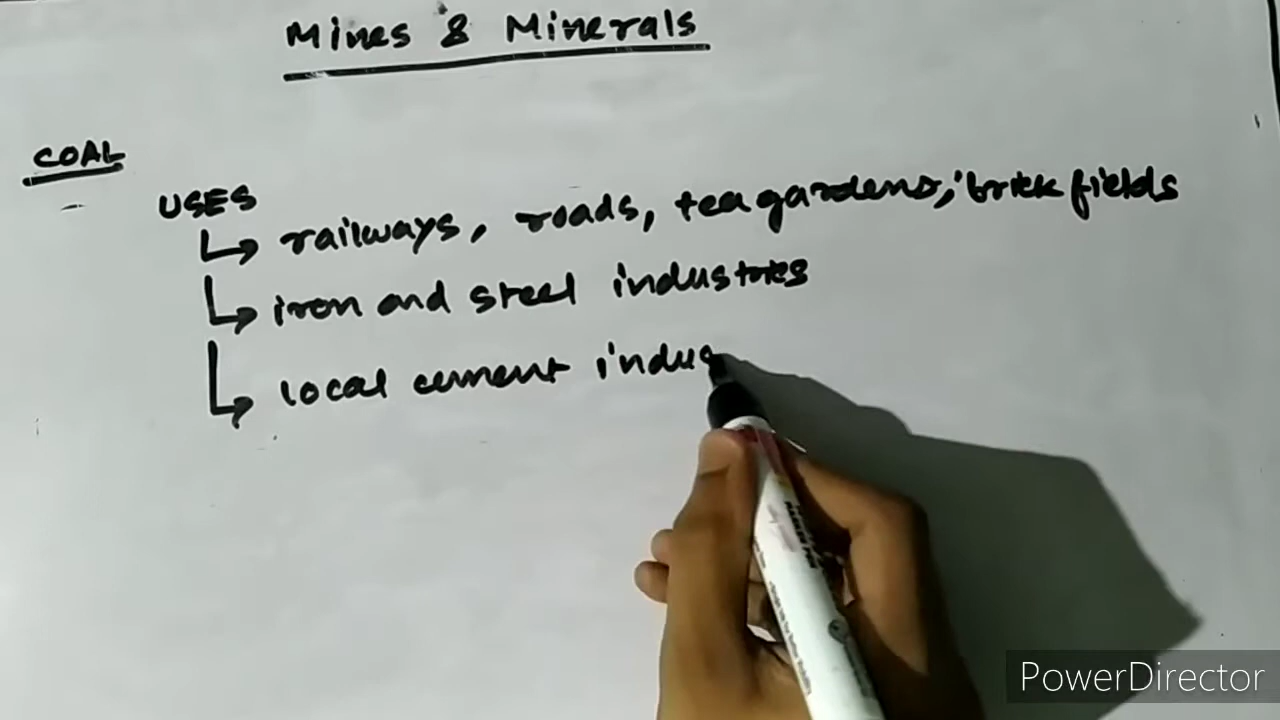 Mines & Minerals
COAL
USES
railways, roads, tea gardens, brick fields
iron and steel industries
local cement indus
PowerDirector